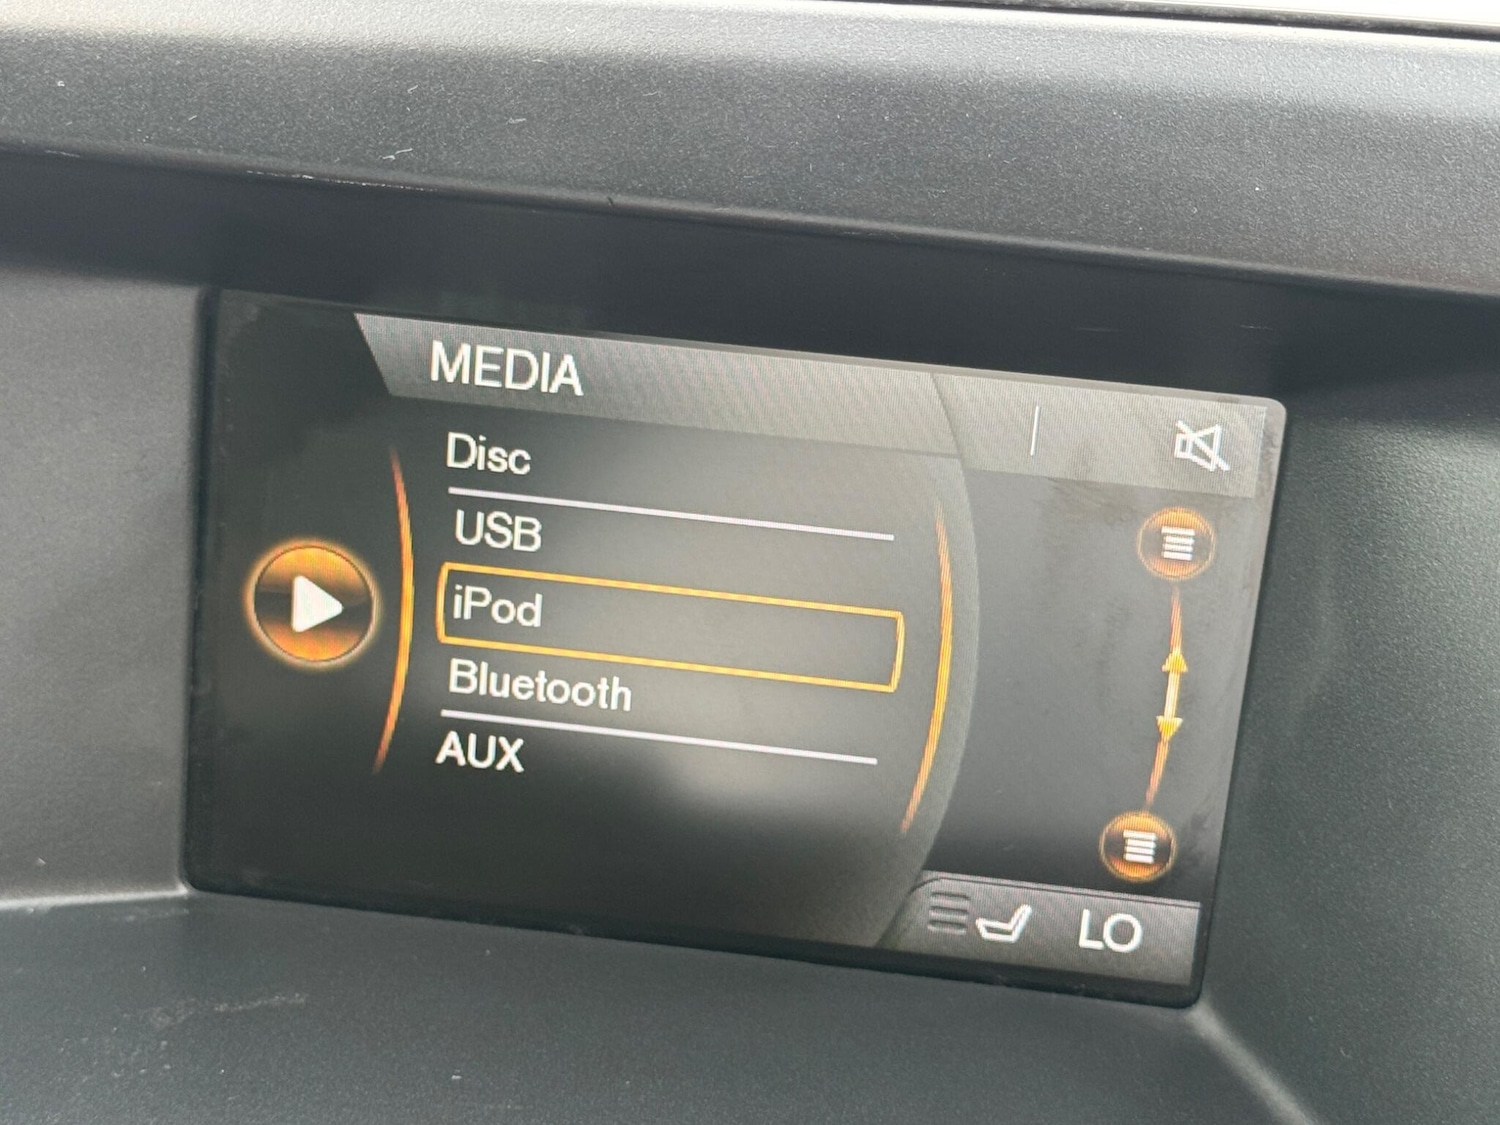 MEDIA
Disc
USB
iPod
Bluetooth
AUX
LO